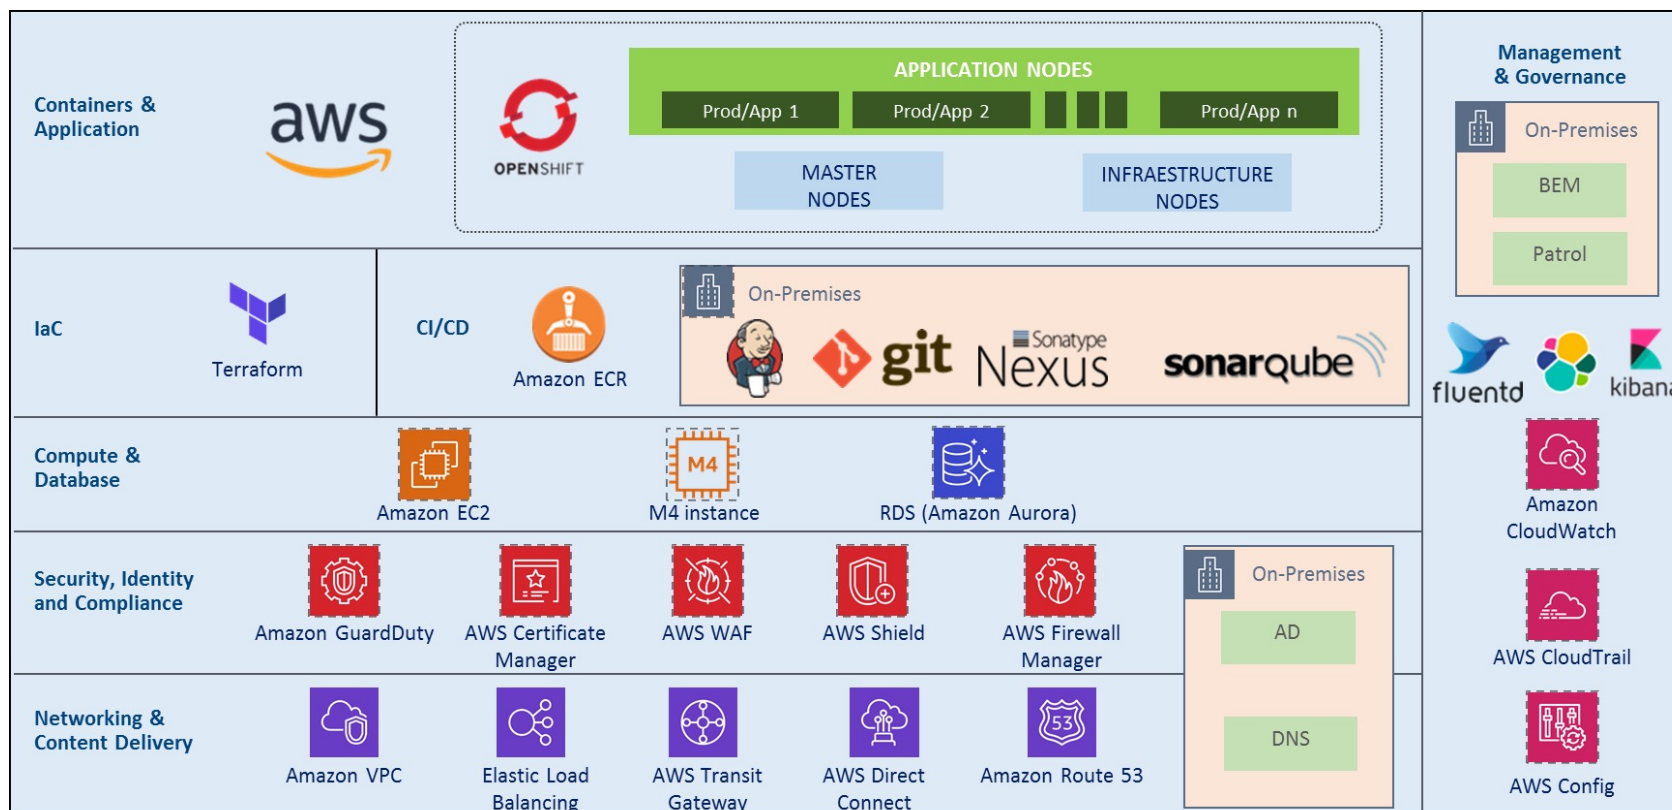 Containers &
Application
aws
OPENSHIFT
APPLICATION NODES
Prod/App 1
Prod/App 2
Prod/App n
MASTER
NODES
INFRAESTRUCTURE
NODES
Management
& Governance
On-Premises
BEM
Patrol
fluentd
kibana
Amazon
CloudWatch
AWS CloudTrail
AWS Config
IaC
Terraform
CI/CD
Amazon ECR
On-Premises
git
Sonatype
Nexus
sonarqube
Compute &
Database
Amazon EC2
M4
M4 instance
RDS (Amazon Aurora)
Security, Identity
and Compliance
Amazon GuardDuty
AWS Certificate
Manager
AWS WAF
AWS Shield
AWS Firewall
Manager
On-Premises
AD
DNS
Networking &
Content Delivery
Amazon VPC
Elastic Load
Balancing
AWS Transit
Gateway
AWS Direct
Connect
53
Amazon Route 53